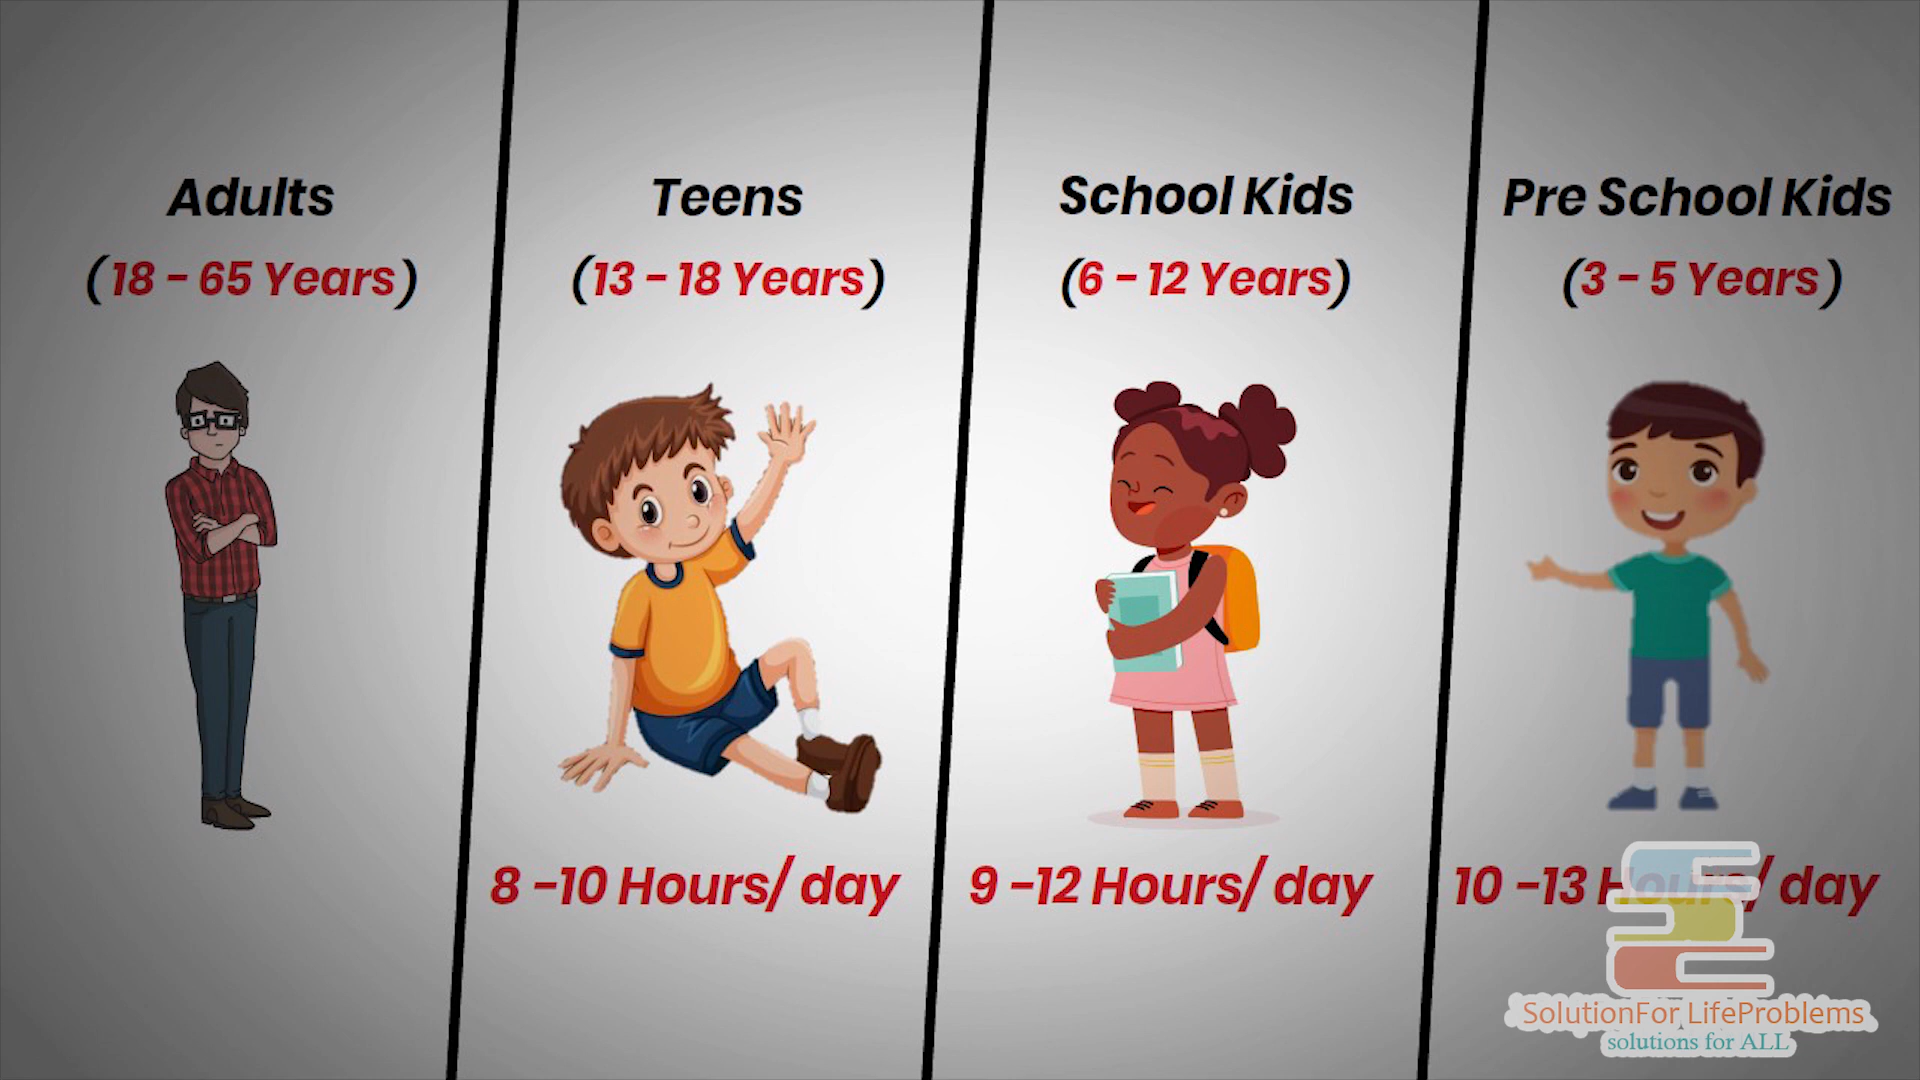 Adults
(18 - 65 Years)
Teens
(13 - 18 Years)
8 -10 Hours/ day
School Kids
(6 - 12 Years)
9 -12 Hours/ day
Pre School Kids
(3 - 5 Years)
10 -13 Hours/ day
SolutionFor LifeProblems
solutions for ALL